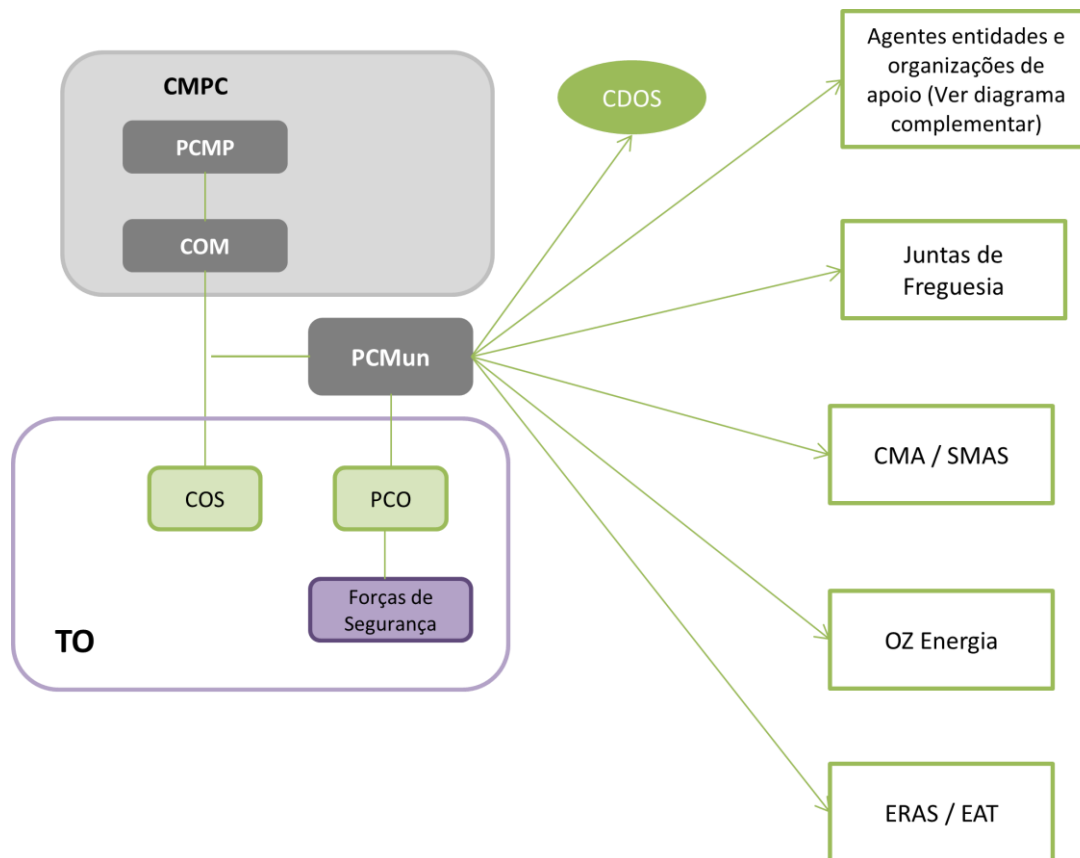 CMPC
PCMP
COM
PCMun
COS
PCO
Forças de
Segurança
TO
CDOS
Agentes entidades e
organizações de
apoio (Ver diagrama
complementar)
Juntas de
Freguesia
CMA / SMAS
OZ Energia
ERAS / EAT